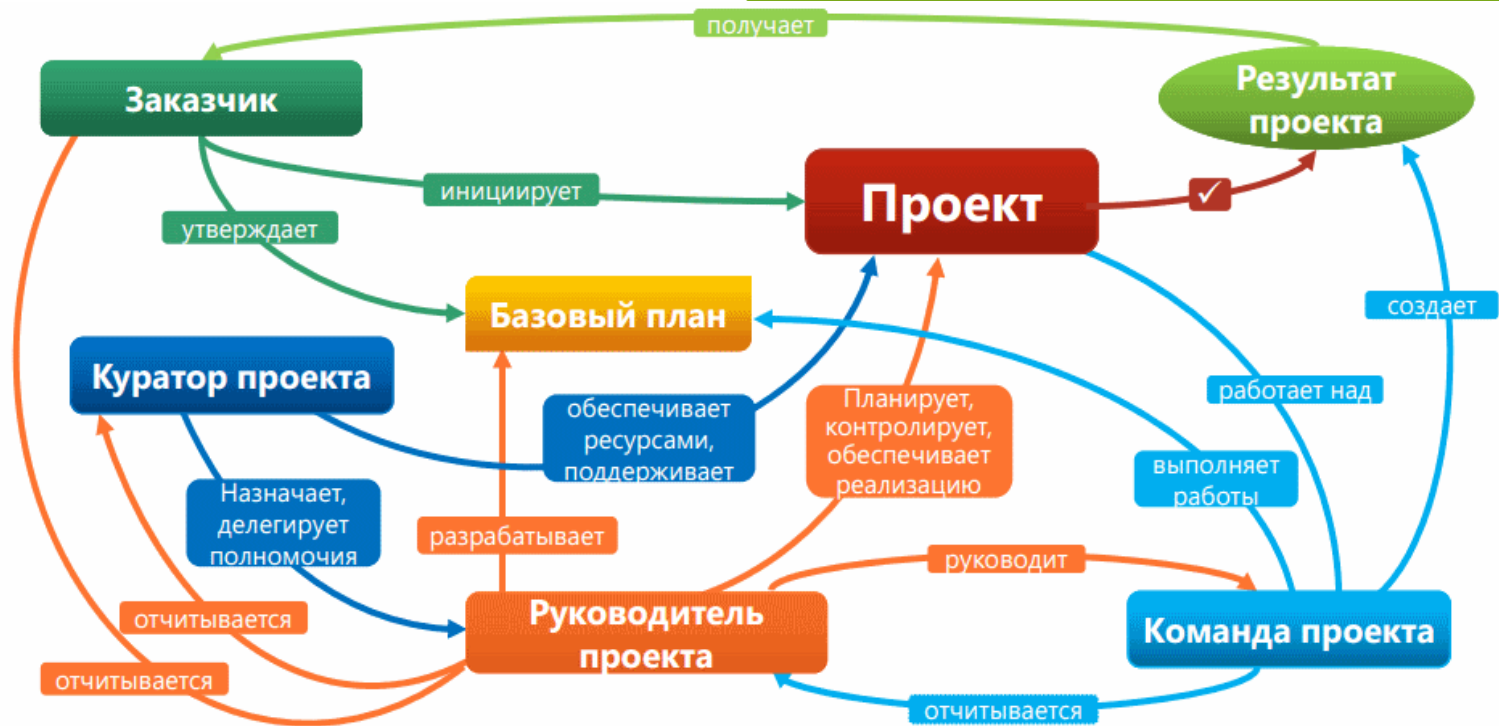 получает
Заказчик
Результат
проекта
инициирует
Проект
✓
утверждает
Базовый план
создает
Куратор проекта
обеспечивает
ресурсами,
поддерживает
Планирует,
контролирует,
обеспечивает
реализацию
работает над
выполняет
работы
Назначает,
делегирует
полномочия
разрабатывает
руководит
отчитывается
Руководитель
проекта
Команда проекта
отчитывается
отчитывается